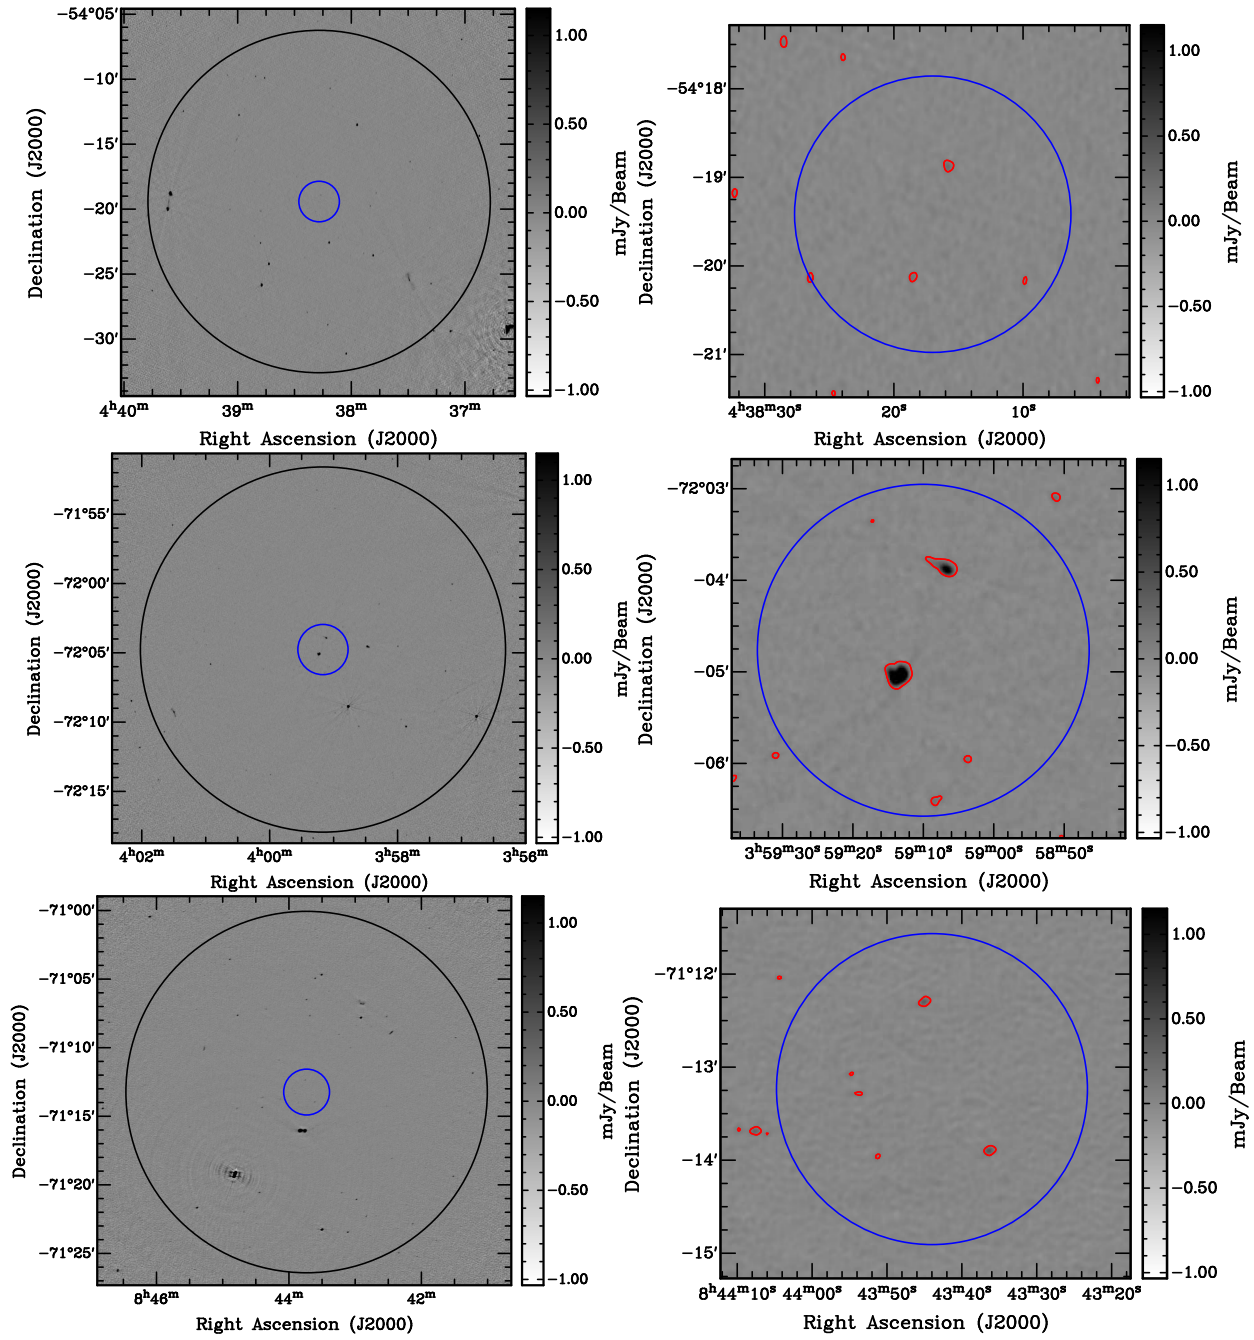 −54°05′
−10′
−15′
−20′
−25′
−30′
4ʰ40ᵐ
39ᵐ
38ᵐ
37ᵐ
Right Ascension (J2000)
Declination (J2000)
1.00
0.50
0.00
−0.50
−1.00
mJy/Beam
−54°18′
−19′
−20′
−21′
4ʰ38ᵐ30ˢ
20ˢ
10ˢ
Right Ascension (J2000)
Declination (J2000)
1.00
0.50
0.00
−0.50
−1.00
mJy/Beam
−71°55′
−72°00′
−72°05′
−72°10′
−72°15′
4ʰ02ᵐ
4ʰ00ᵐ
3ʰ58ᵐ
3ʰ56ᵐ
Right Ascension (J2000)
Declination (J2000)
1.00
0.50
0.00
−0.50
−1.00
mJy/Beam
−72°03′
−04′
−05′
−06′
3ʰ59ᵐ30ˢ
59ᵐ20ˢ
59ᵐ10ˢ
59ᵐ00ˢ
58ᵐ50ˢ
Right Ascension (J2000)
Declination (J2000)
1.00
0.50
0.00
−0.50
−1.00
mJy/Beam
−71°00′
−71°05′
−71°10′
−71°15′
−71°20′
−71°25′
8ʰ46ᵐ
44ᵐ
42ᵐ
Right Ascension (J2000)
Declination (J2000)
1.00
0.50
0.00
−0.50
−1.00
mJy/Beam
−71°12′
−13′
−14′
−15′
8ʰ44ᵐ10ˢ
44ᵐ00ˢ
43ᵐ50ˢ
43ᵐ40ˢ
43ᵐ30ˢ
43ᵐ20ˢ
Right Ascension (J2000)
Declination (J2000)
1.00
0.50
0.00
−0.50
−1.00
mJy/Beam